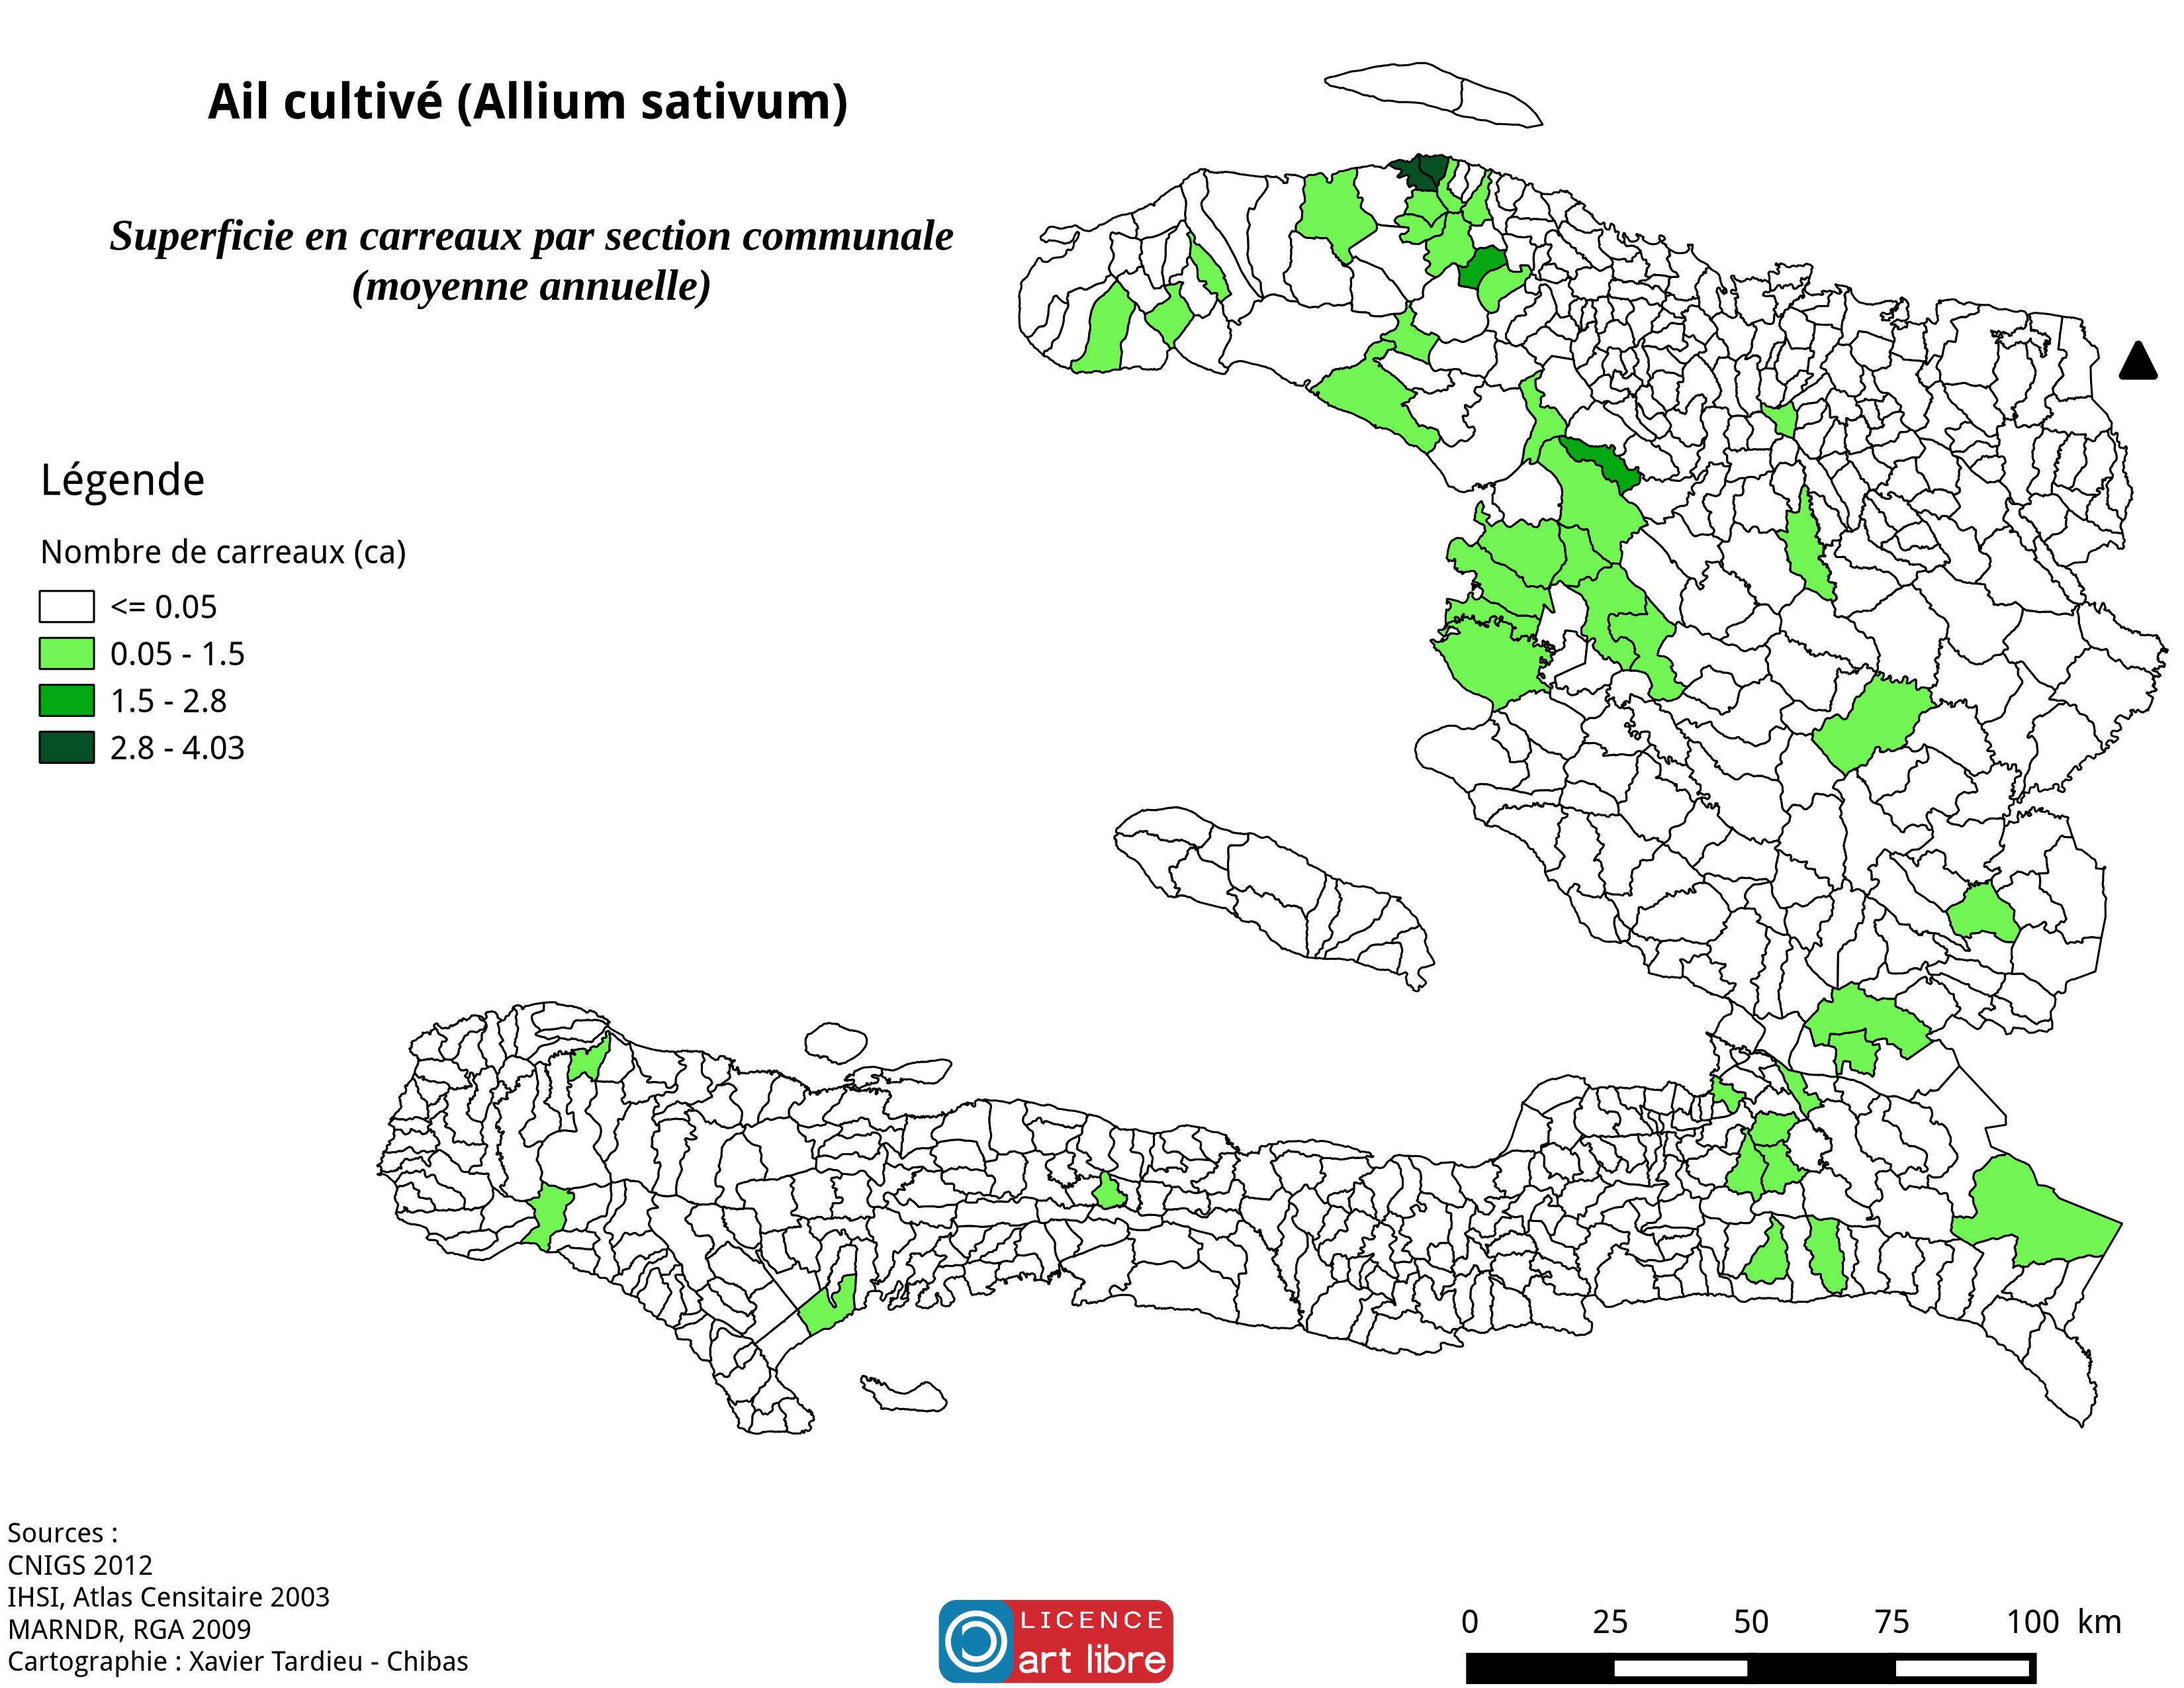 Ail cultivé (Allium sativum)
Superficie en carreaux par section communale
(moyenne annuelle)
Légende
Nombre de carreaux (ca)
<= 0.05
0.05 - 1.5
1.5 - 2.8
2.8 - 4.03
Sources :
CNIGS 2012
IHSI, Atlas Censitaire 2003
MARNDR, RGA 2009
Cartographie : Xavier Tardieu - Chibas
LICENCE
art libre
0 25 50 75 100 km